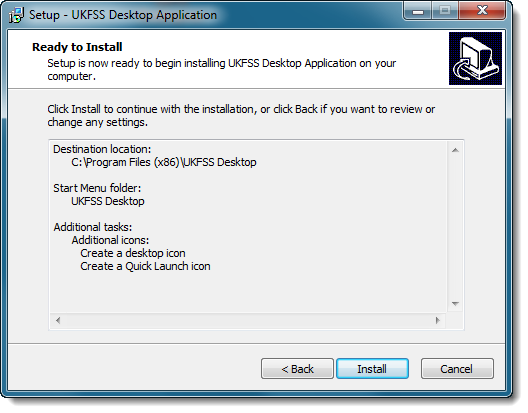 Setup - UKFSS Desktop Application
Ready to Install
Setup is now ready to begin installing UKFSS Desktop Application on your
computer.
Click Install to continue with the installation, or click Back if you want to review or
change any settings.
Destination location:
C:\Program Files (x86)\UKFSS Desktop
Start Menu folder:
UKFSS Desktop
Additional tasks:
Additional icons:
Create a desktop icon
Create a Quick Launch icon
< Back
Install
Cancel